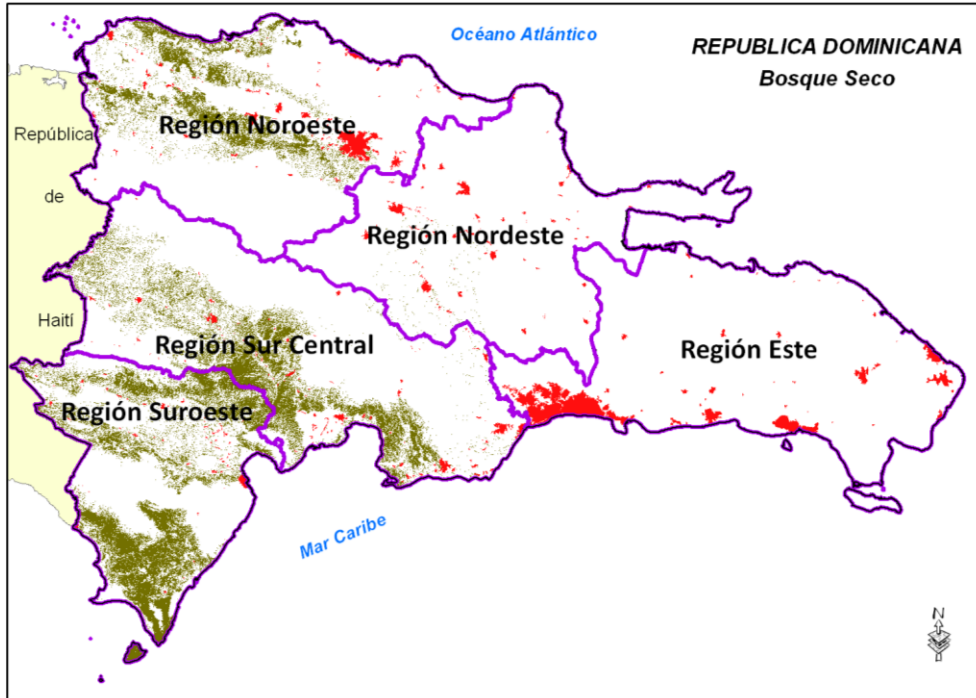 Océano Atlántico
REPUBLICA DOMINICANA
Bosque Seco
República
de
Haití
Región Noroeste
Región Nordeste
Región Sur Central
Región Este
Región Suroeste
Mar Caribe
N